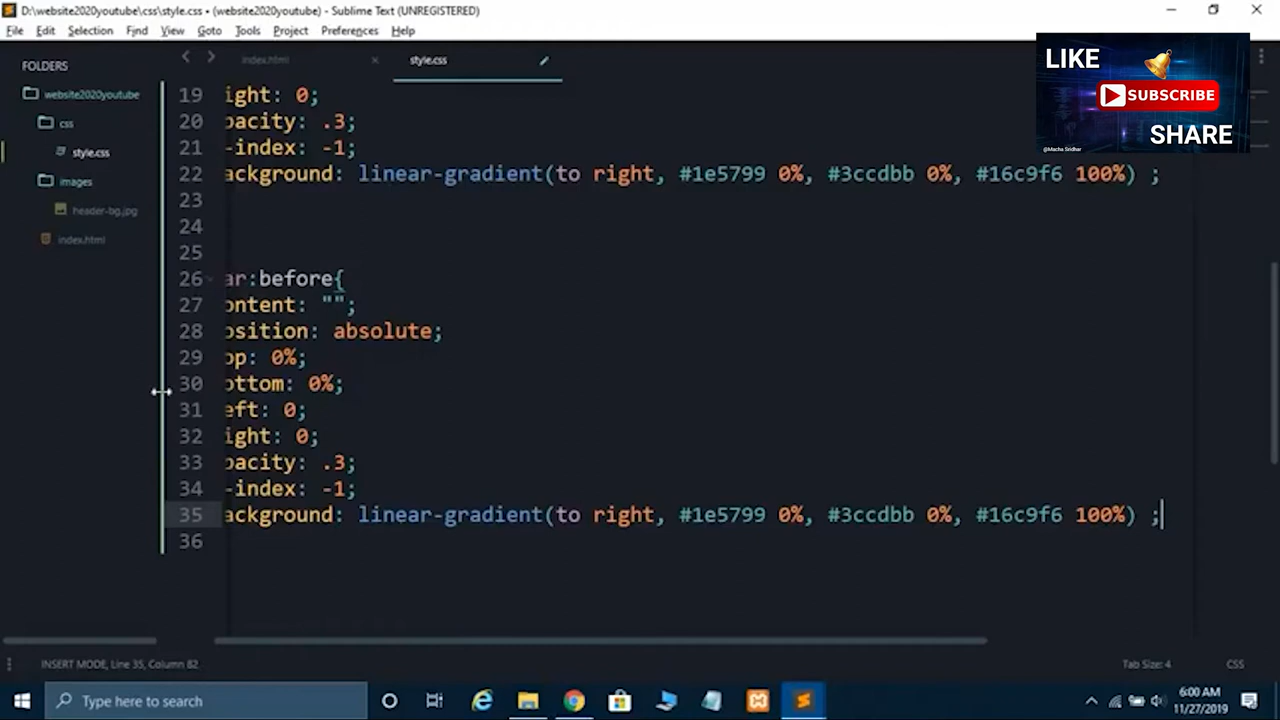 D:\website2020youtube\css\style.css • (website2020youtube) - Sublime Text (UNREGISTERED)
File Edit Selection Find View Goto Tools Project Preferences Help
FOLDERS
website2020youtube
css
style.css
images
header-bg.jpg
index.html
index.html
style.css
19 ight: 0;
20 pacity: .3;
21 -index: -1;
22 ackground: linear-gradient(to right, #1e5799 0%, #3ccdbb 0%, #16c9f6 100%) ;
23
24
25
26 ar:before{
27 ontent: "";
28 osition: absolute;
29 op: 0%;
30 ottom: 0%;
31 eft: 0;
32 ight: 0;
33 pacity: .3;
34 -index: -1;
35 ackground: linear-gradient(to right, #1e5799 0%, #3ccdbb 0%, #16c9f6 100%) ;
36
LIKE
SUBSCRIBE
SHARE
@Macha Sridhar
INSERT MODE, Line 35, Column 82
Tab Size: 4
CSS
Type here to search
6:00 AM
11/27/2019